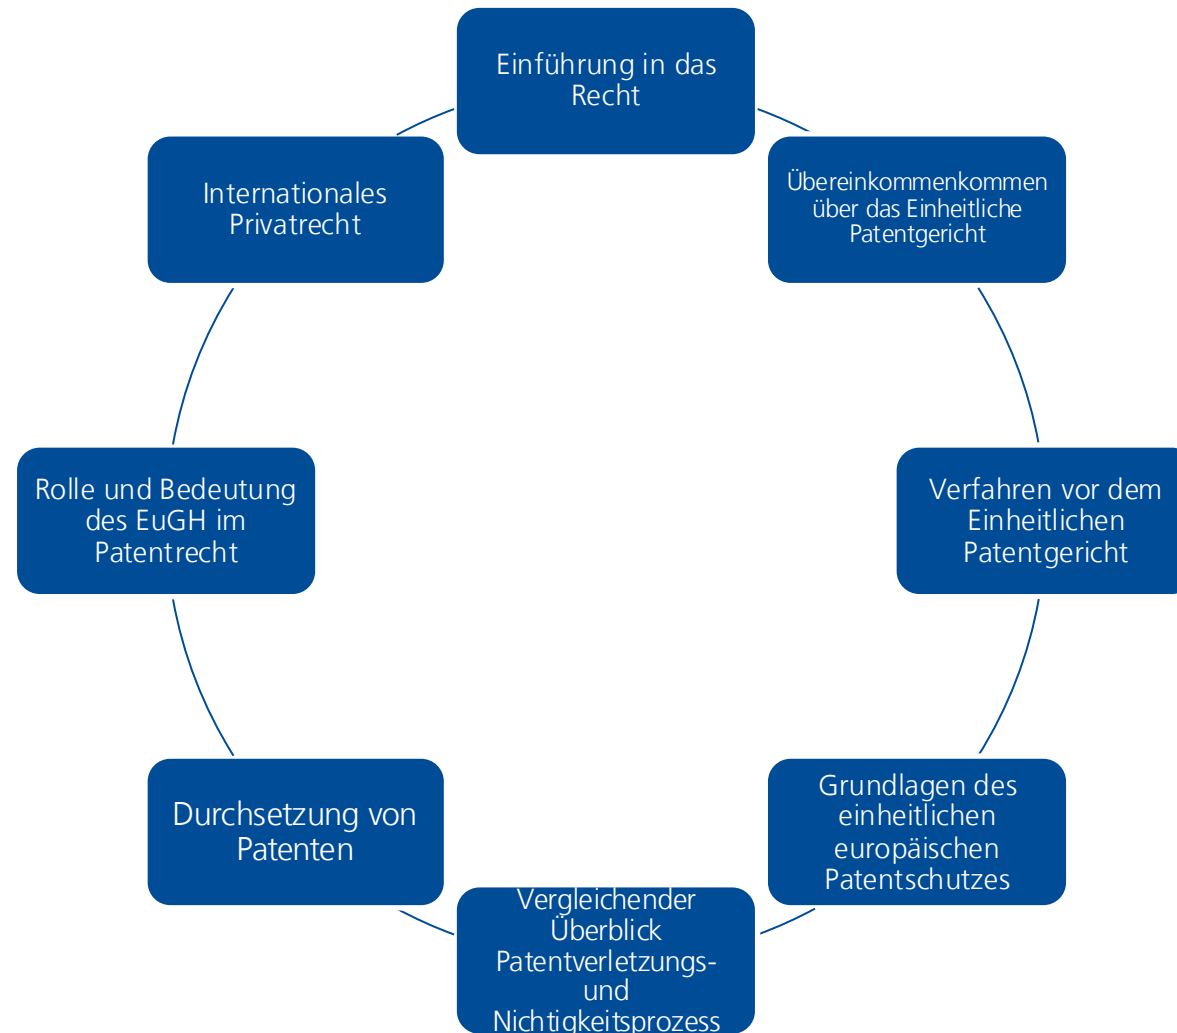 Einführung in das
Recht
Übereinkommenkommen
über das Einheitliche
Patentgericht
Verfahren vor dem
Einheitlichen
Patentgericht
Grundlagen des
einheitlichen
europäischen
Patentschutzes
Vergleichender
Überblick
Patentverletzungs-
und
Nichtigkeitsprozess
Durchsetzung von
Patenten
Rolle und Bedeutung
des EuGH im
Patentrecht
Internationales
Privatrecht